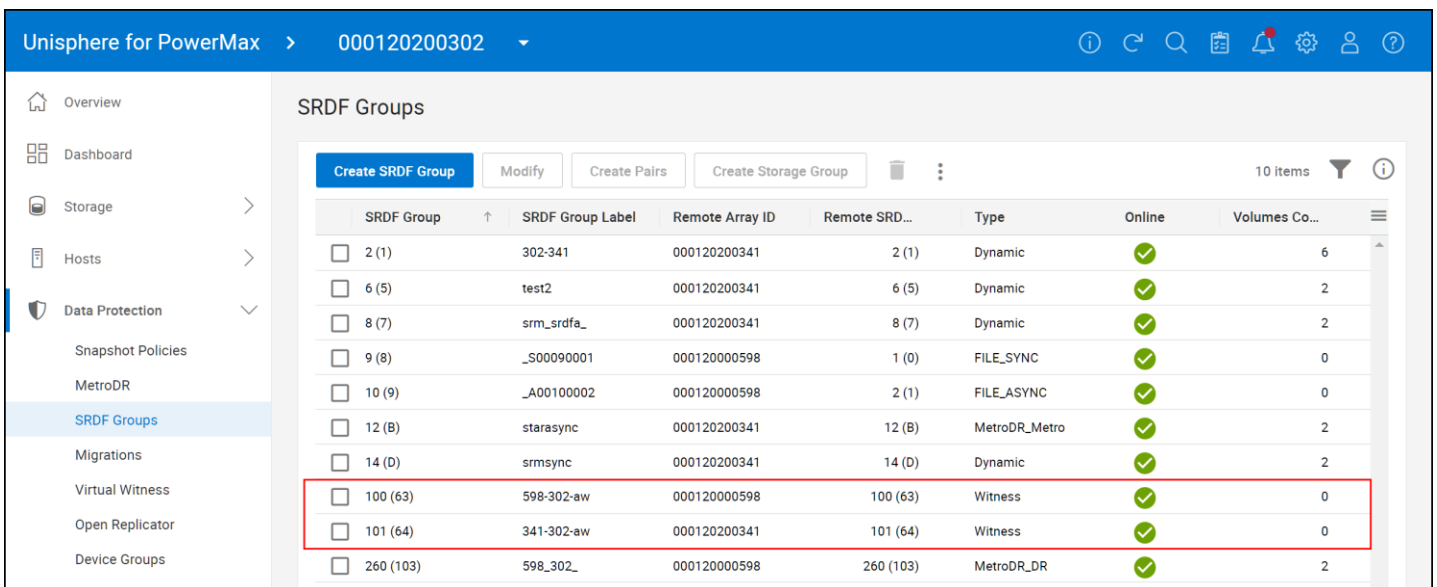 Unisphere for PowerMax > 000120200302
Overview
Dashboard
Storage
Hosts
Data Protection
Snapshot Policies
MetroDR
SRDF Groups
Migrations
Virtual Witness
Open Replicator
Device Groups
SRDF Groups
Create SRDF Group Modify Create Pairs Create Storage Group 10 items
SRDF Group ↑ SRDF Group Label Remote Array ID Remote SRD... Type Online Volumes Co...
2 (1) 302-341 000120200341 2 (1) Dynamic 6
6 (5) test2 000120200341 6 (5) Dynamic 2
8 (7) srm_srdfa_ 000120200341 8 (7) Dynamic 2
9 (8) _S00090001 000120000598 1 (0) FILE_SYNC 0
10 (9) _A00100002 000120000598 2 (1) FILE_ASYNC 0
12 (B) starasync 000120200341 12 (B) MetroDR_Metro 2
14 (D) srmsync 000120200341 14 (D) Dynamic 2
100 (63) 598-302-aw 000120000598 100 (63) Witness 0
101 (64) 341-302-aw 000120200341 101 (64) Witness 0
260 (103) 598_302_ 000120000598 260 (103) MetroDR_DR 2